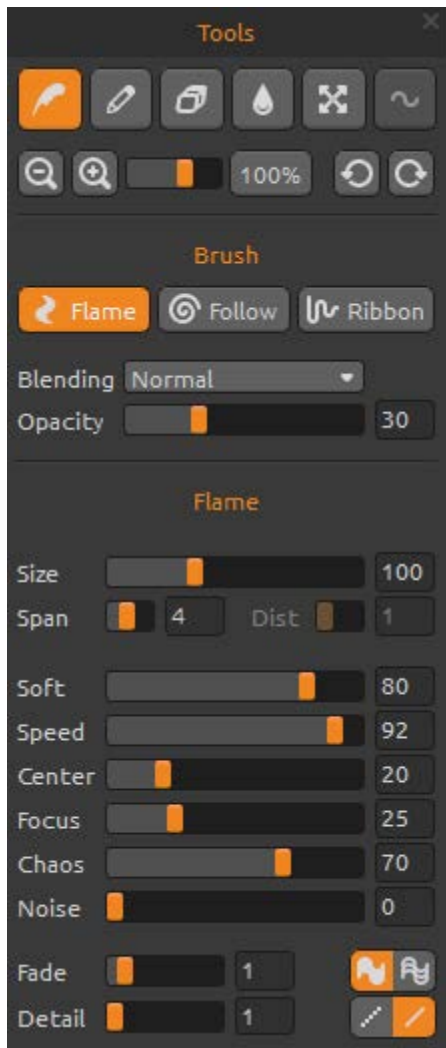 Tools
100%
Brush
Flame Follow Ribbon
Blending Normal
Opacity 30
Flame
Size 100
Span 4 Dist 1
Soft 80
Speed 92
Center 20
Focus 25
Chaos 70
Noise 0
Fade 1
Detail 1